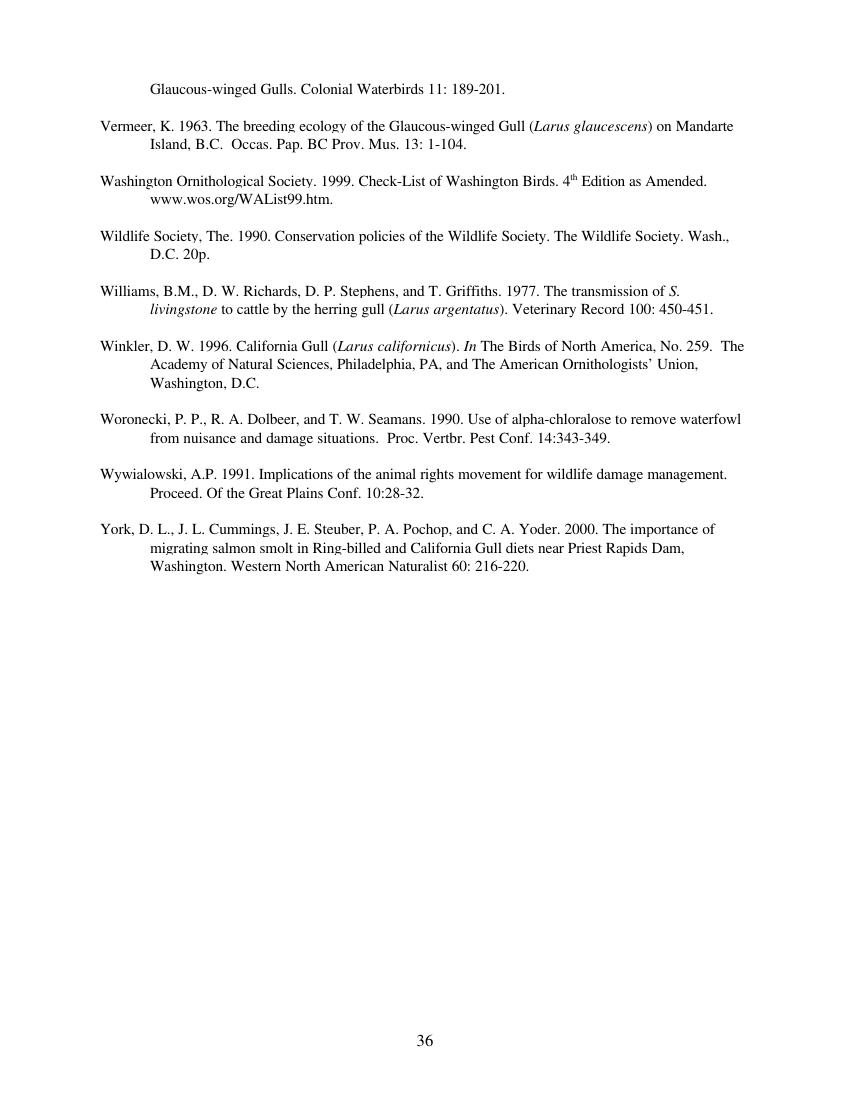 Glaucous-winged Gulls. Colonial Waterbirds 11: 189-201.
Vermeer, K. 1963. The breeding ecology of the Glaucous-winged Gull (Larus glaucescens) on Mandarte
Island, B.C. Occas. Pap. BC Prov. Mus. 13: 1-104.
Washington Ornithological Society. 1999. Check-List of Washington Birds. 4th Edition as Amended.
www.wos.org/WAList99.htm.
Wildlife Society, The. 1990. Conservation policies of the Wildlife Society. The Wildlife Society. Wash.,
D.C. 20p.
Williams, B.M., D. W. Richards, D. P. Stephens, and T. Griffiths. 1977. The transmission of S.
livingstone to cattle by the herring gull (Larus argentatus). Veterinary Record 100: 450-451.
Winkler, D. W. 1996. California Gull (Larus californicus). In The Birds of North America, No. 259. The
Academy of Natural Sciences, Philadelphia, PA, and The American Ornithologists' Union,
Washington, D.C.
Woronecki, P. P., R. A. Dolbeer, and T. W. Seamans. 1990. Use of alpha-chloralose to remove waterfowl
from nuisance and damage situations. Proc. Vertbr. Pest Conf. 14:343-349.
Wywialowski, A.P. 1991. Implications of the animal rights movement for wildlife damage management.
Proceed. Of the Great Plains Conf. 10:28-32.
York, D. L., J. L. Cummings, J. E. Steuber, P. A. Pochop, and C. A. Yoder. 2000. The importance of
migrating salmon smolt in Ring-billed and California Gull diets near Priest Rapids Dam,
Washington. Western North American Naturalist 60: 216-220.
36